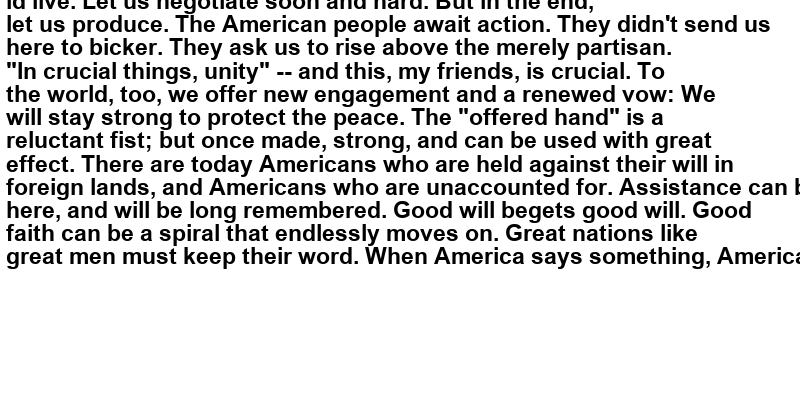 ld live. Let us negotiate soon and hard. But in the end,
let us produce. The American people await action. They didn't send us
here to bicker. They ask us to rise above the merely partisan.
"In crucial things, unity" -- and this, my friends, is crucial. To
the world, too, we offer new engagement and a renewed vow: We
will stay strong to protect the peace. The "offered hand" is a
reluctant fist; but once made, strong, and can be used with great
effect. There are today Americans who are held against their will in
foreign lands, and Americans who are unaccounted for. Assistance can b
here, and will be long remembered. Good will begets good will. Good
faith can be a spiral that endlessly moves on. Great nations like
great men must keep their word. When America says something, America